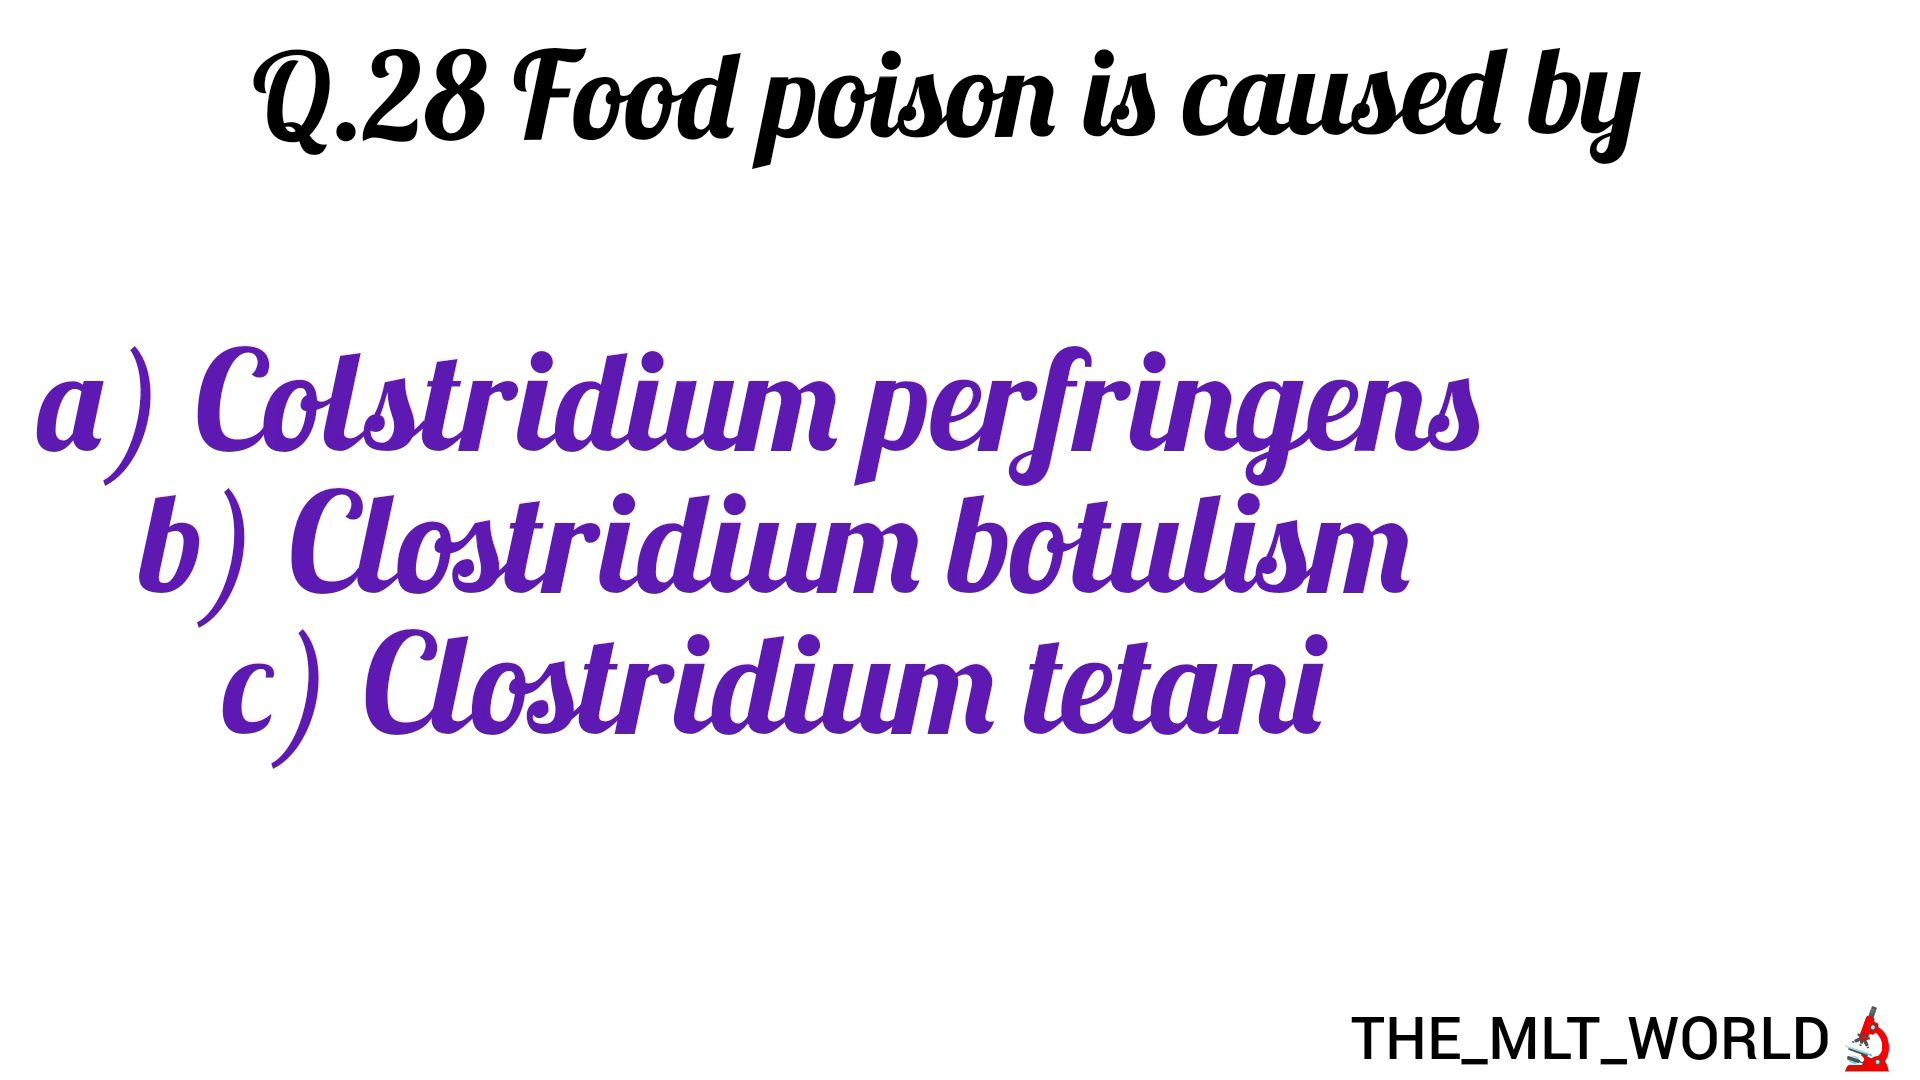 Q.28 Food poison is caused by
a) Colstridium perfringens
b) Clostridium botulism
c) Clostridium tetani
THE_MLT_WORLD